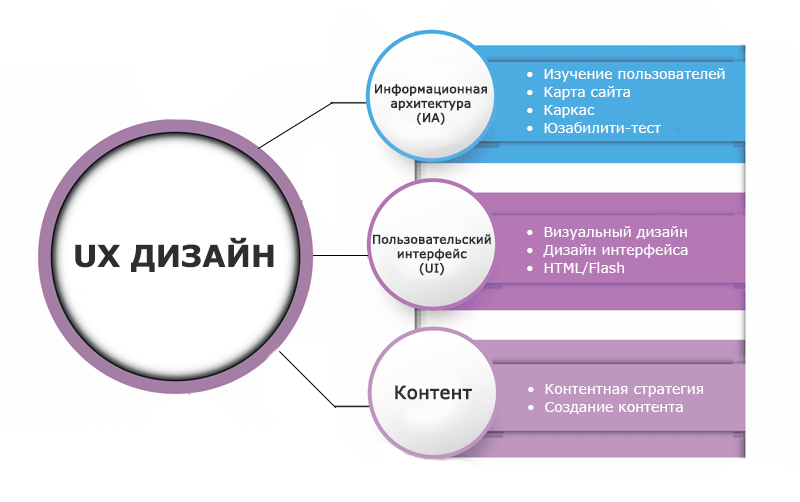 UX ДИЗАЙН
Информационная
архитектура
(ИА)
• Изучение пользователей
• Карта сайта
• Каркас
• Юзабилити-тест
Пользовательский
интерфейс
(UI)
• Визуальный дизайн
• Дизайн интерфейса
• HTML/Flash
Контент
• Контентная стратегия
• Создание контента